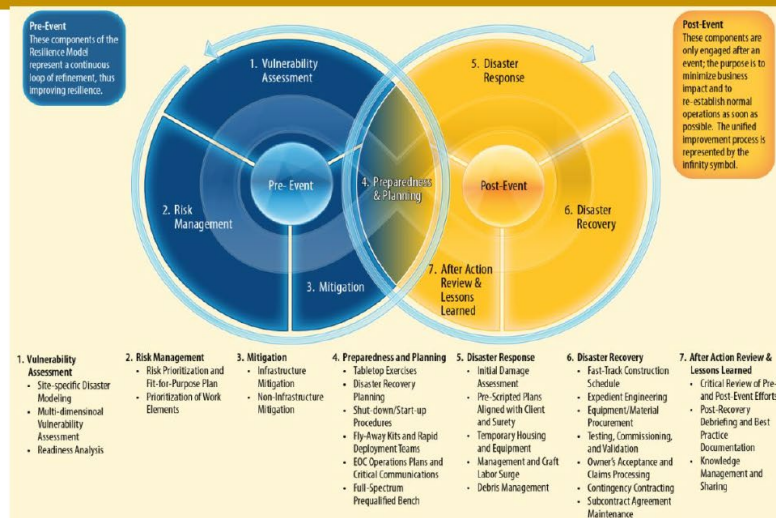 Pre-Event
These components of the
Resilience Model
represent a continuous
loop of refinement, thus
improving resilience.
Post-Event
These components are
only engaged after an
event; the purpose is to
minimize business
impact and to
re-establish normal
operations as soon as
possible. The unified
improvement process is
represented by the
infinity symbol.
1. Vulnerability
Assessment
5. Disaster
Response
Pre- Event
4. Preparedness
& Planning
Post-Event
2. Risk
Management
6. Disaster
Recovery
3. Mitigation
7. After Action
Review &
Lessons
Learned
1. Vulnerability
Assessment
• Site-specific Disaster
Modeling
• Multi-dimensinoal
Vulnerability
Assessment
• Readiness Analysis
2. Risk Management
• Risk Prioritization and
Fit-for-Purpose Plan
• Prioritization of Work
Elements
3. Mitigation
• Infrastructure
Mitigation
• Non-Infrastructure
Mitigation
4. Preparedness and Planning
• Tabletop Exercises
• Disaster Recovery
Planning
• Shut-down/Start-up
Procedures
• Fly-Away Kits and Rapid
Deployment Teams
• EOC Operations Plans and
Critical Communications
• Full-Spectrum
Prequalified Bench
5. Disaster Response
• Initial Damage
Assessment
• Pre-Scripted Plans
Aligned with Client
and Surety
• Temporary Housing
and Equipment
• Management and Craft
Labor Surge
• Debris Management
6. Disaster Recovery
• Fast-Track Construction
Schedule
• Expedient Engineering
• Equipment/Material
Procurement
• Testing, Commissioning,
and Validation
• Owner's Acceptance and
Claims Processing
• Contingency Contracting
• Subcontract Agreement
Maintenance
7. After Action Review &
Lessons Learned
• Critical Review of Pre-
and Post-Event Efforts
• Post-Recovery
Debriefing and Best
Practice
Documentation
• Knowledge
Management and
Sharing